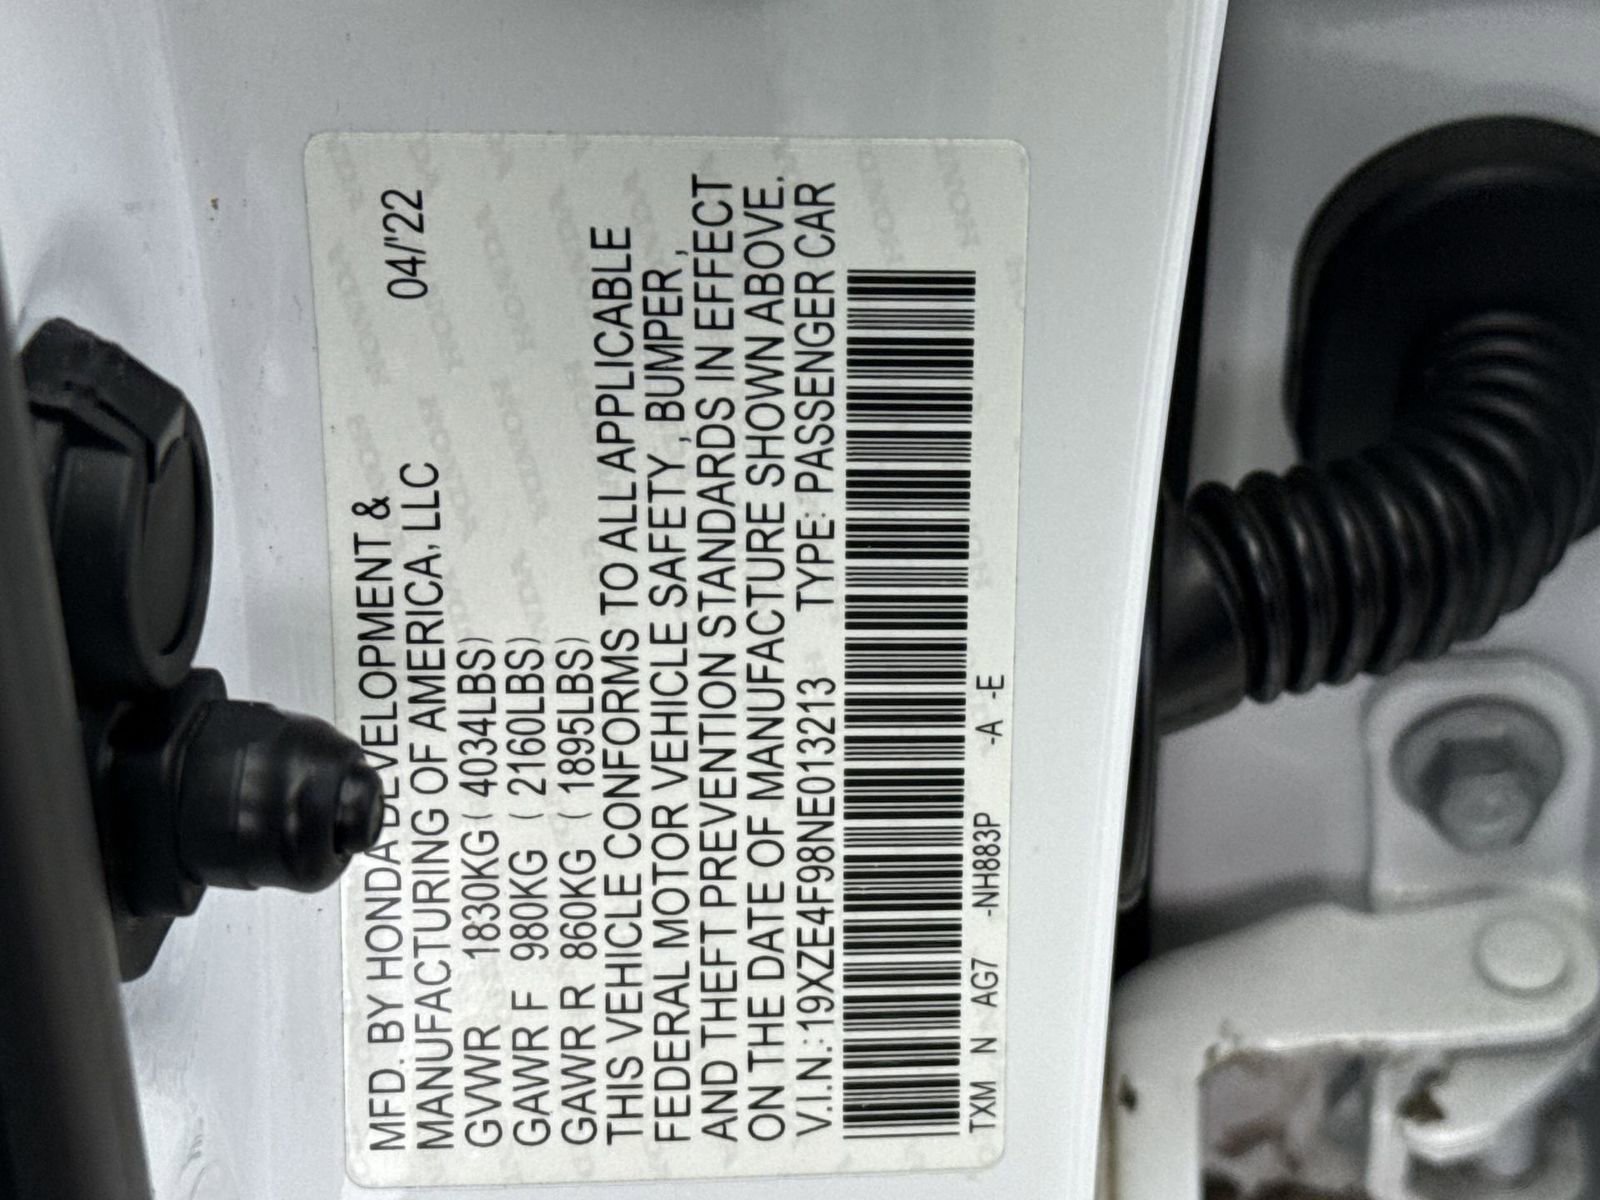 MFD. BY HONDA DEVELOPMENT &
MANUFACTURING OF AMERICA, LLC 04/'22
GVWR 1830KG ( 4034LBS)
GAWR F 980KG ( 2160LBS)
GAWR R 860KG ( 1895LBS)
THIS VEHICLE CONFORMS TO ALL APPLICABLE
FEDERAL MOTOR VEHICLE SAFETY , BUMPER ,
AND THEFT PREVENTION STANDARDS IN EFFECT
ON THE DATE OF MANUFACTURE SHOWN ABOVE.
V.I.N.: 19XZE4F98NE013213 TYPE: PASSENGER CAR
TXM N AG7 -NH883P -A -E